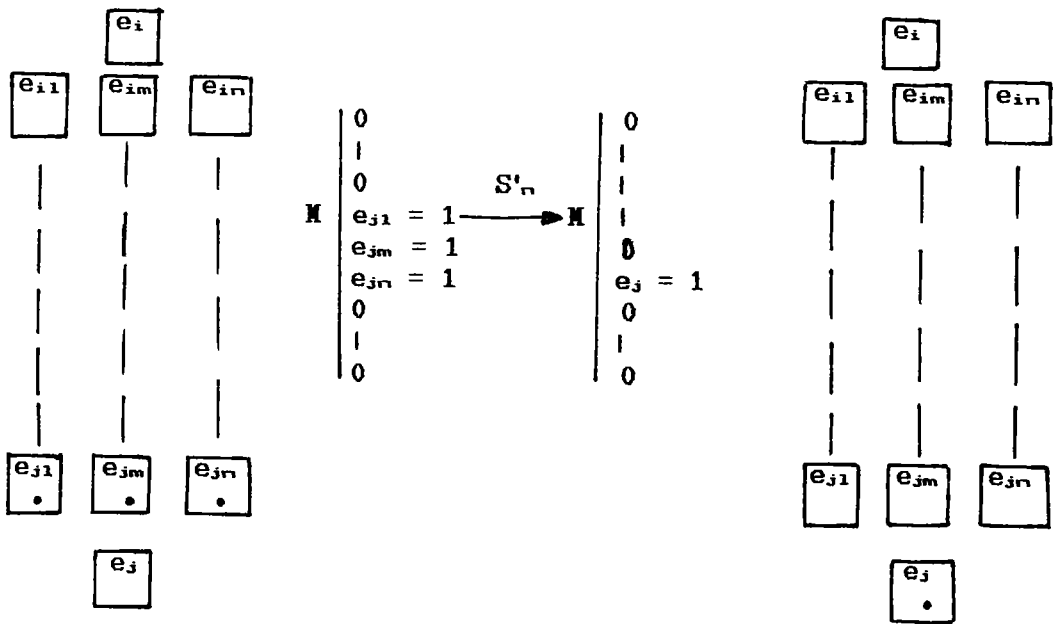 e_i
e_i1 e_im e_in
0
0
M e_j1 = 1
e_jm = 1
e_jn = 1
0
0
e_j1 e_jm e_jn
e_j
S'_n
M
0
0
e_j = 1
0
0
e_i
e_i1 e_im e_in
e_j1 e_jm e_jn
e_j